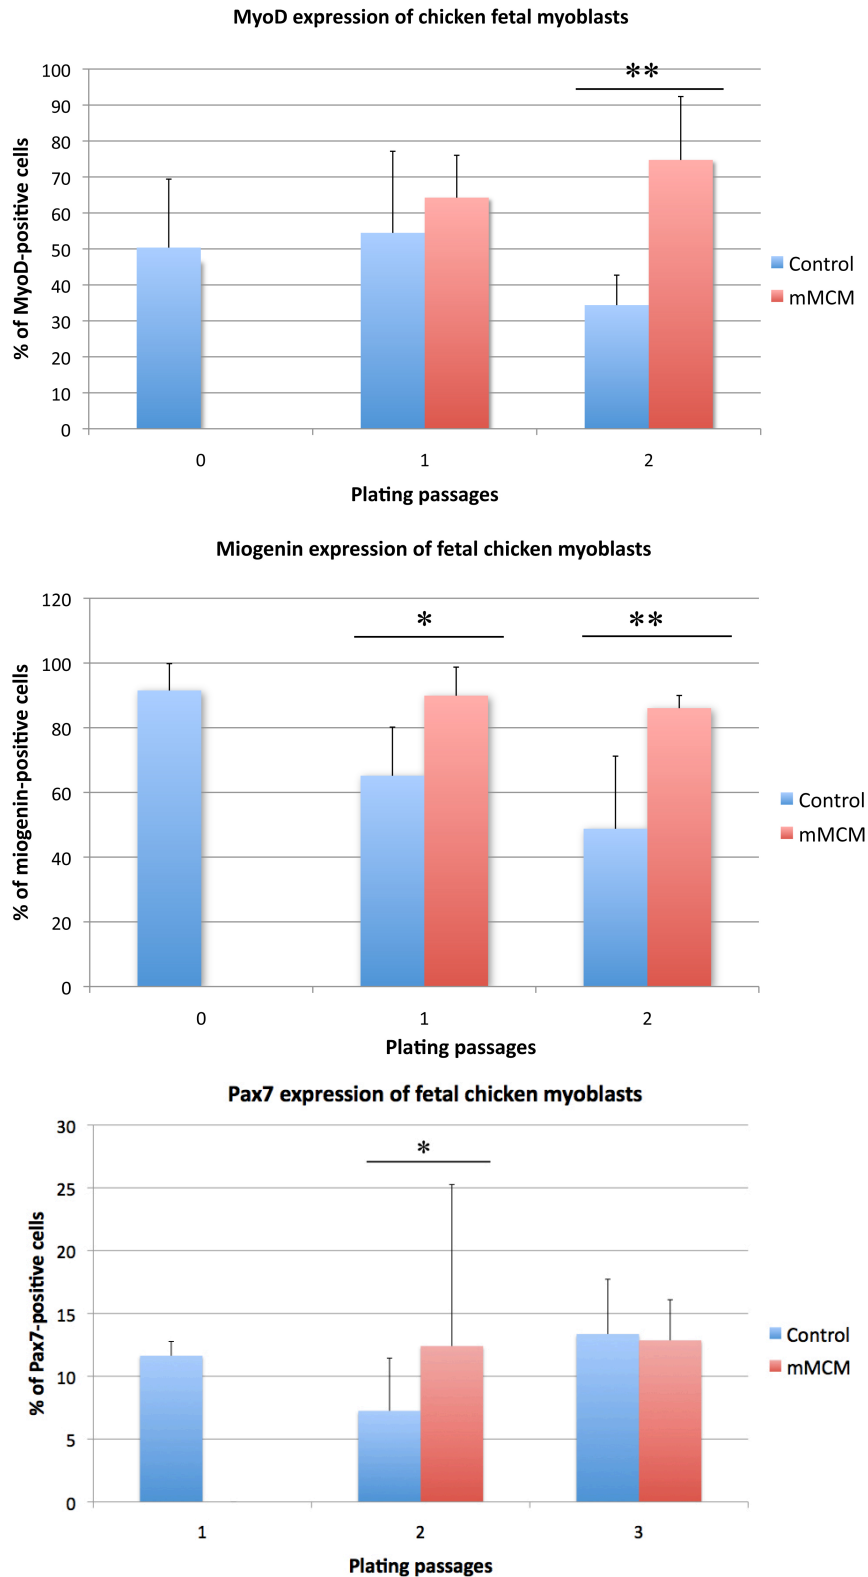 MyoD expression of chicken fetal myoblasts
100
90
80
70
60
50
40
30
20
10
0
% of MyoD-positive cells
**
0
1
2
Plating passages
Control
mMCM
Miogenin expression of fetal chicken myoblasts
120
100
80
60
40
20
0
% of miogenin-positive cells
*
**
0
1
2
Plating passages
Control
mMCM
Pax7 expression of fetal chicken myoblasts
30
25
20
15
10
5
0
% of Pax7-positive cells
*
1
2
3
Plating passages
Control
mMCM